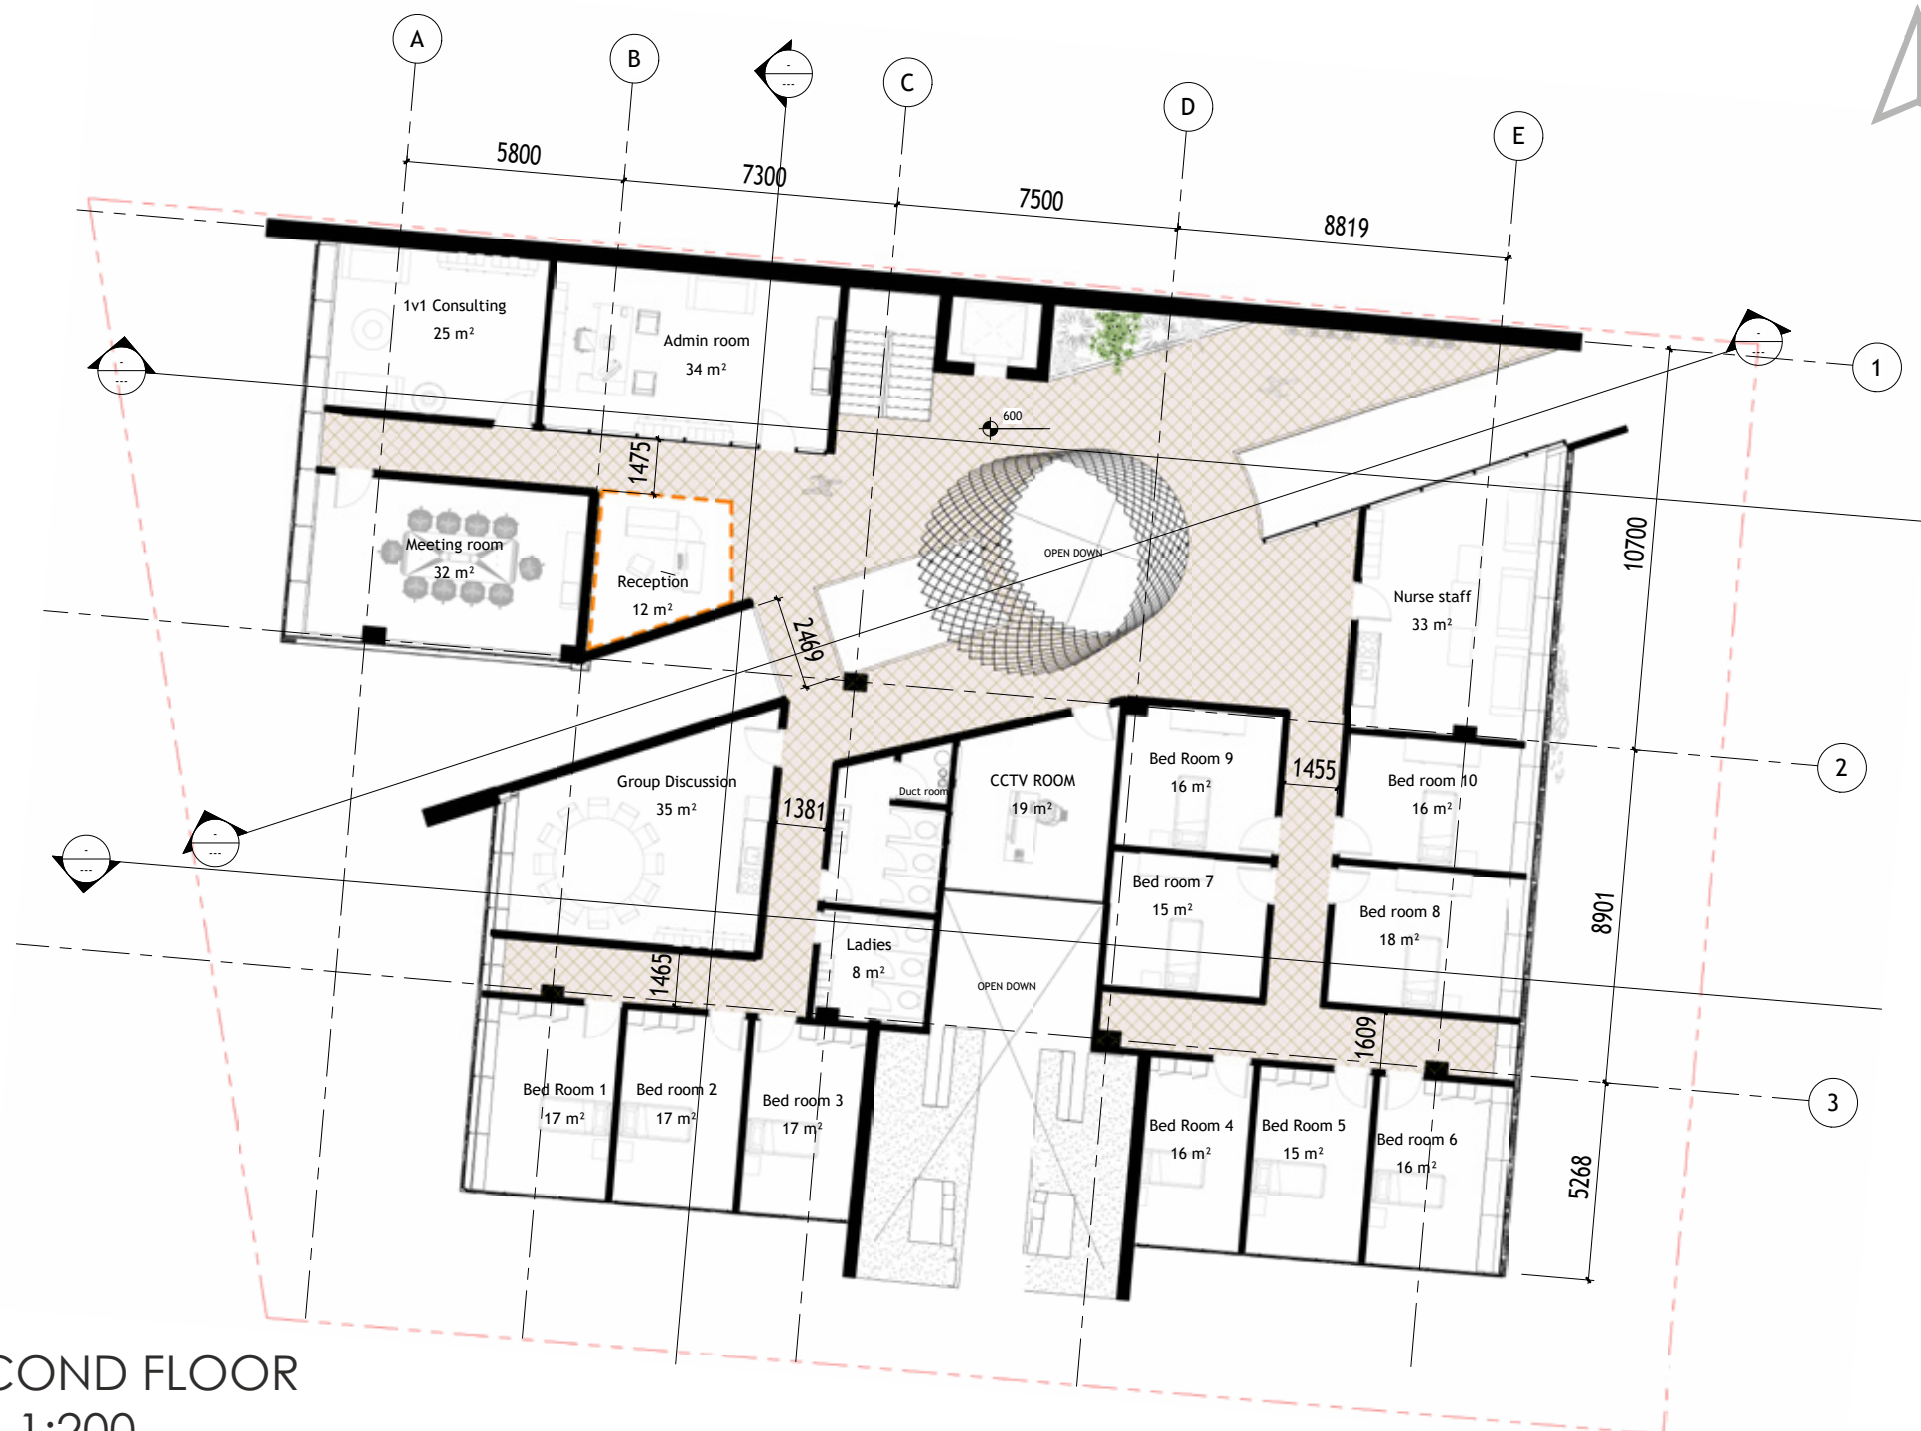 A
B
C
D
E
5800
7300
7500
8819
1v1 Consulting
25 m²
Admin room
34 m²
1
600
1475
OPEN DOWN
10700
Meeting room
32 m²
Reception
12 m²
Nurse staff
33 m²
2469
2
Group Discussion
35 m²
Duct room
CCTV ROOM
19 m²
Bed Room 9
16 m²
1455
Bed room 10
16 m²
1381
Bed room 7
15 m²
Bed room 8
18 m²
8901
Ladies
8 m²
1465
OPEN DOWN
1609
3
Bed Room 1
17 m²
Bed room 2
17 m²
Bed room 3
17 m²
Bed Room 4
16 m²
Bed Room 5
15 m²
Bed room 6
16 m²
5268
COND FLOOR
1:200